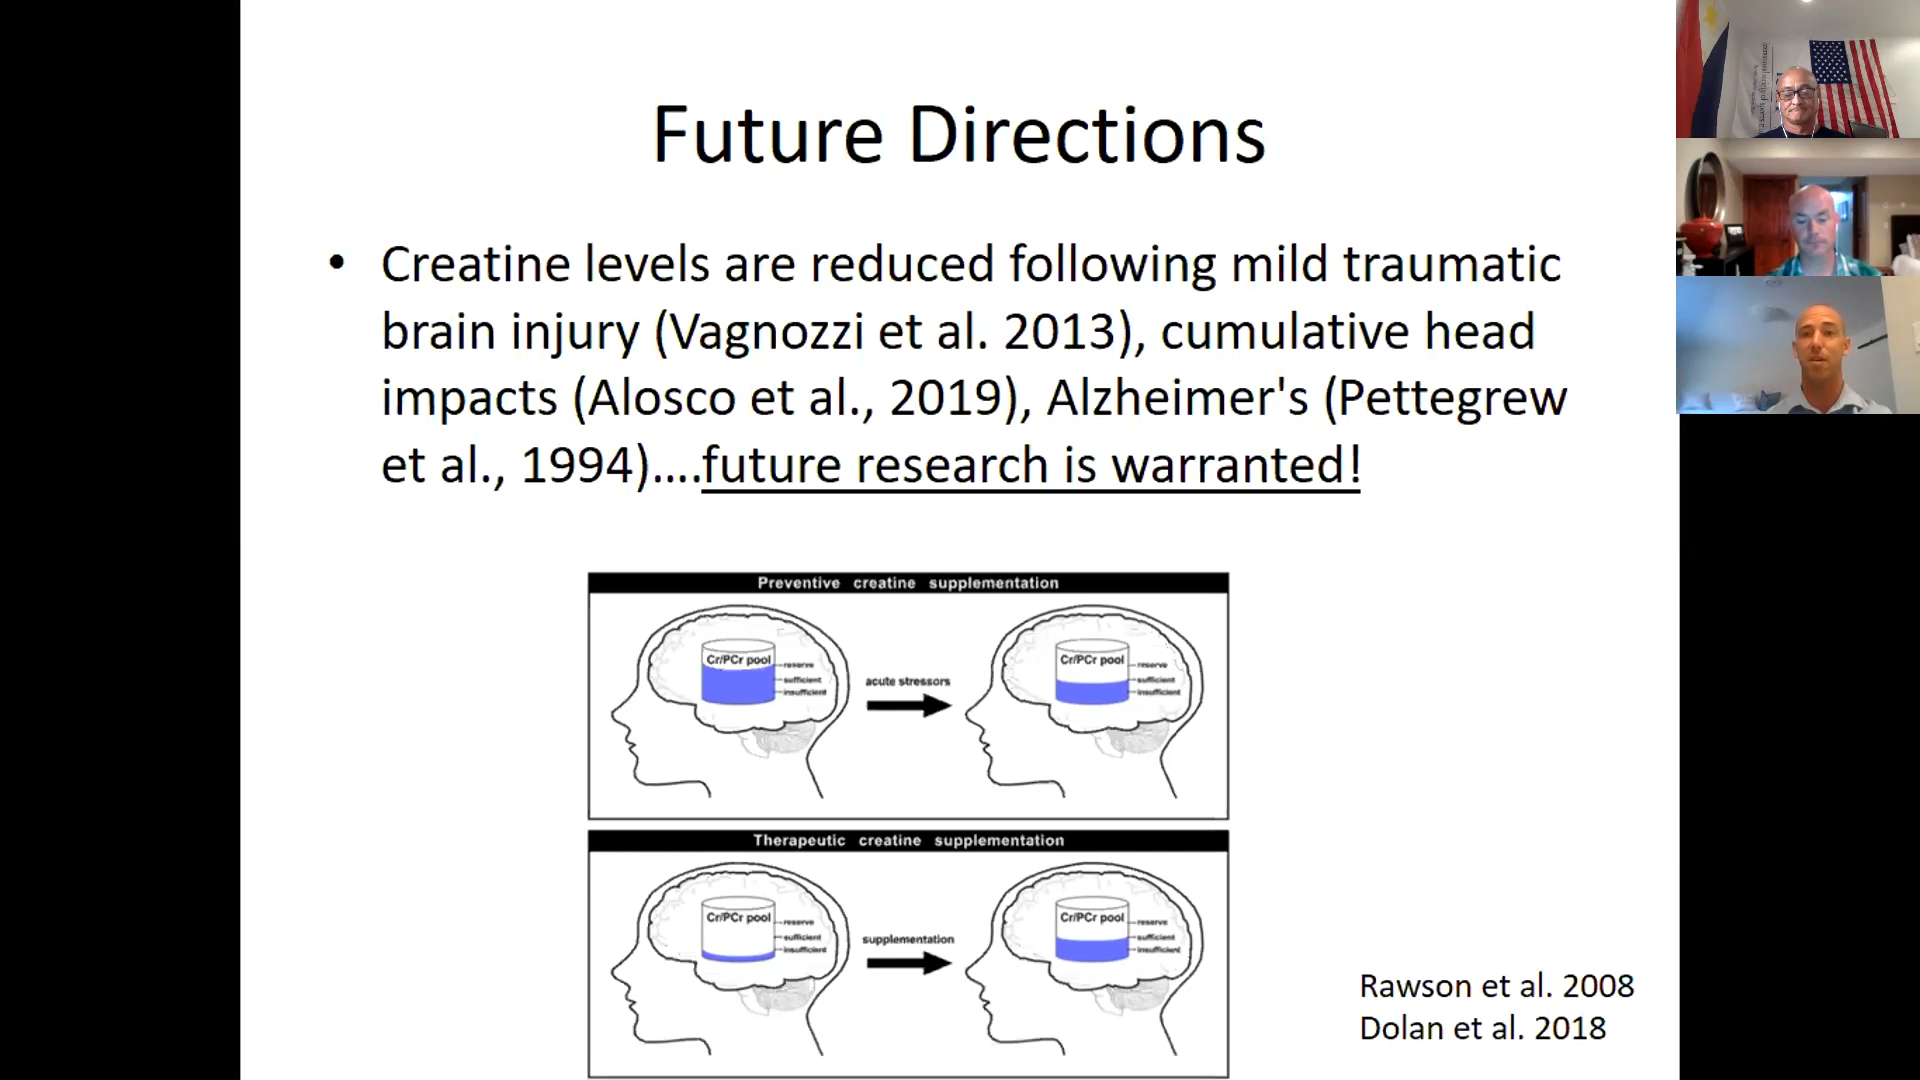 Future Directions
• Creatine levels are reduced following mild traumatic
brain injury (Vagnozzi et al. 2013), cumulative head
impacts (Alosco et al., 2019), Alzheimer's (Pettegrew
et al., 1994)....future research is warranted!
Preventive creatine supplementation
Cr/PCr pool
reserve
sufficient
insufficient
acute stressors
Cr/PCr pool
reserve
sufficient
insufficient
Therapeutic creatine supplementation
Cr/PCr pool
reserve
sufficient
insufficient
supplementation
Cr/PCr pool
reserve
sufficient
insufficient
Rawson et al. 2008
Dolan et al. 2018